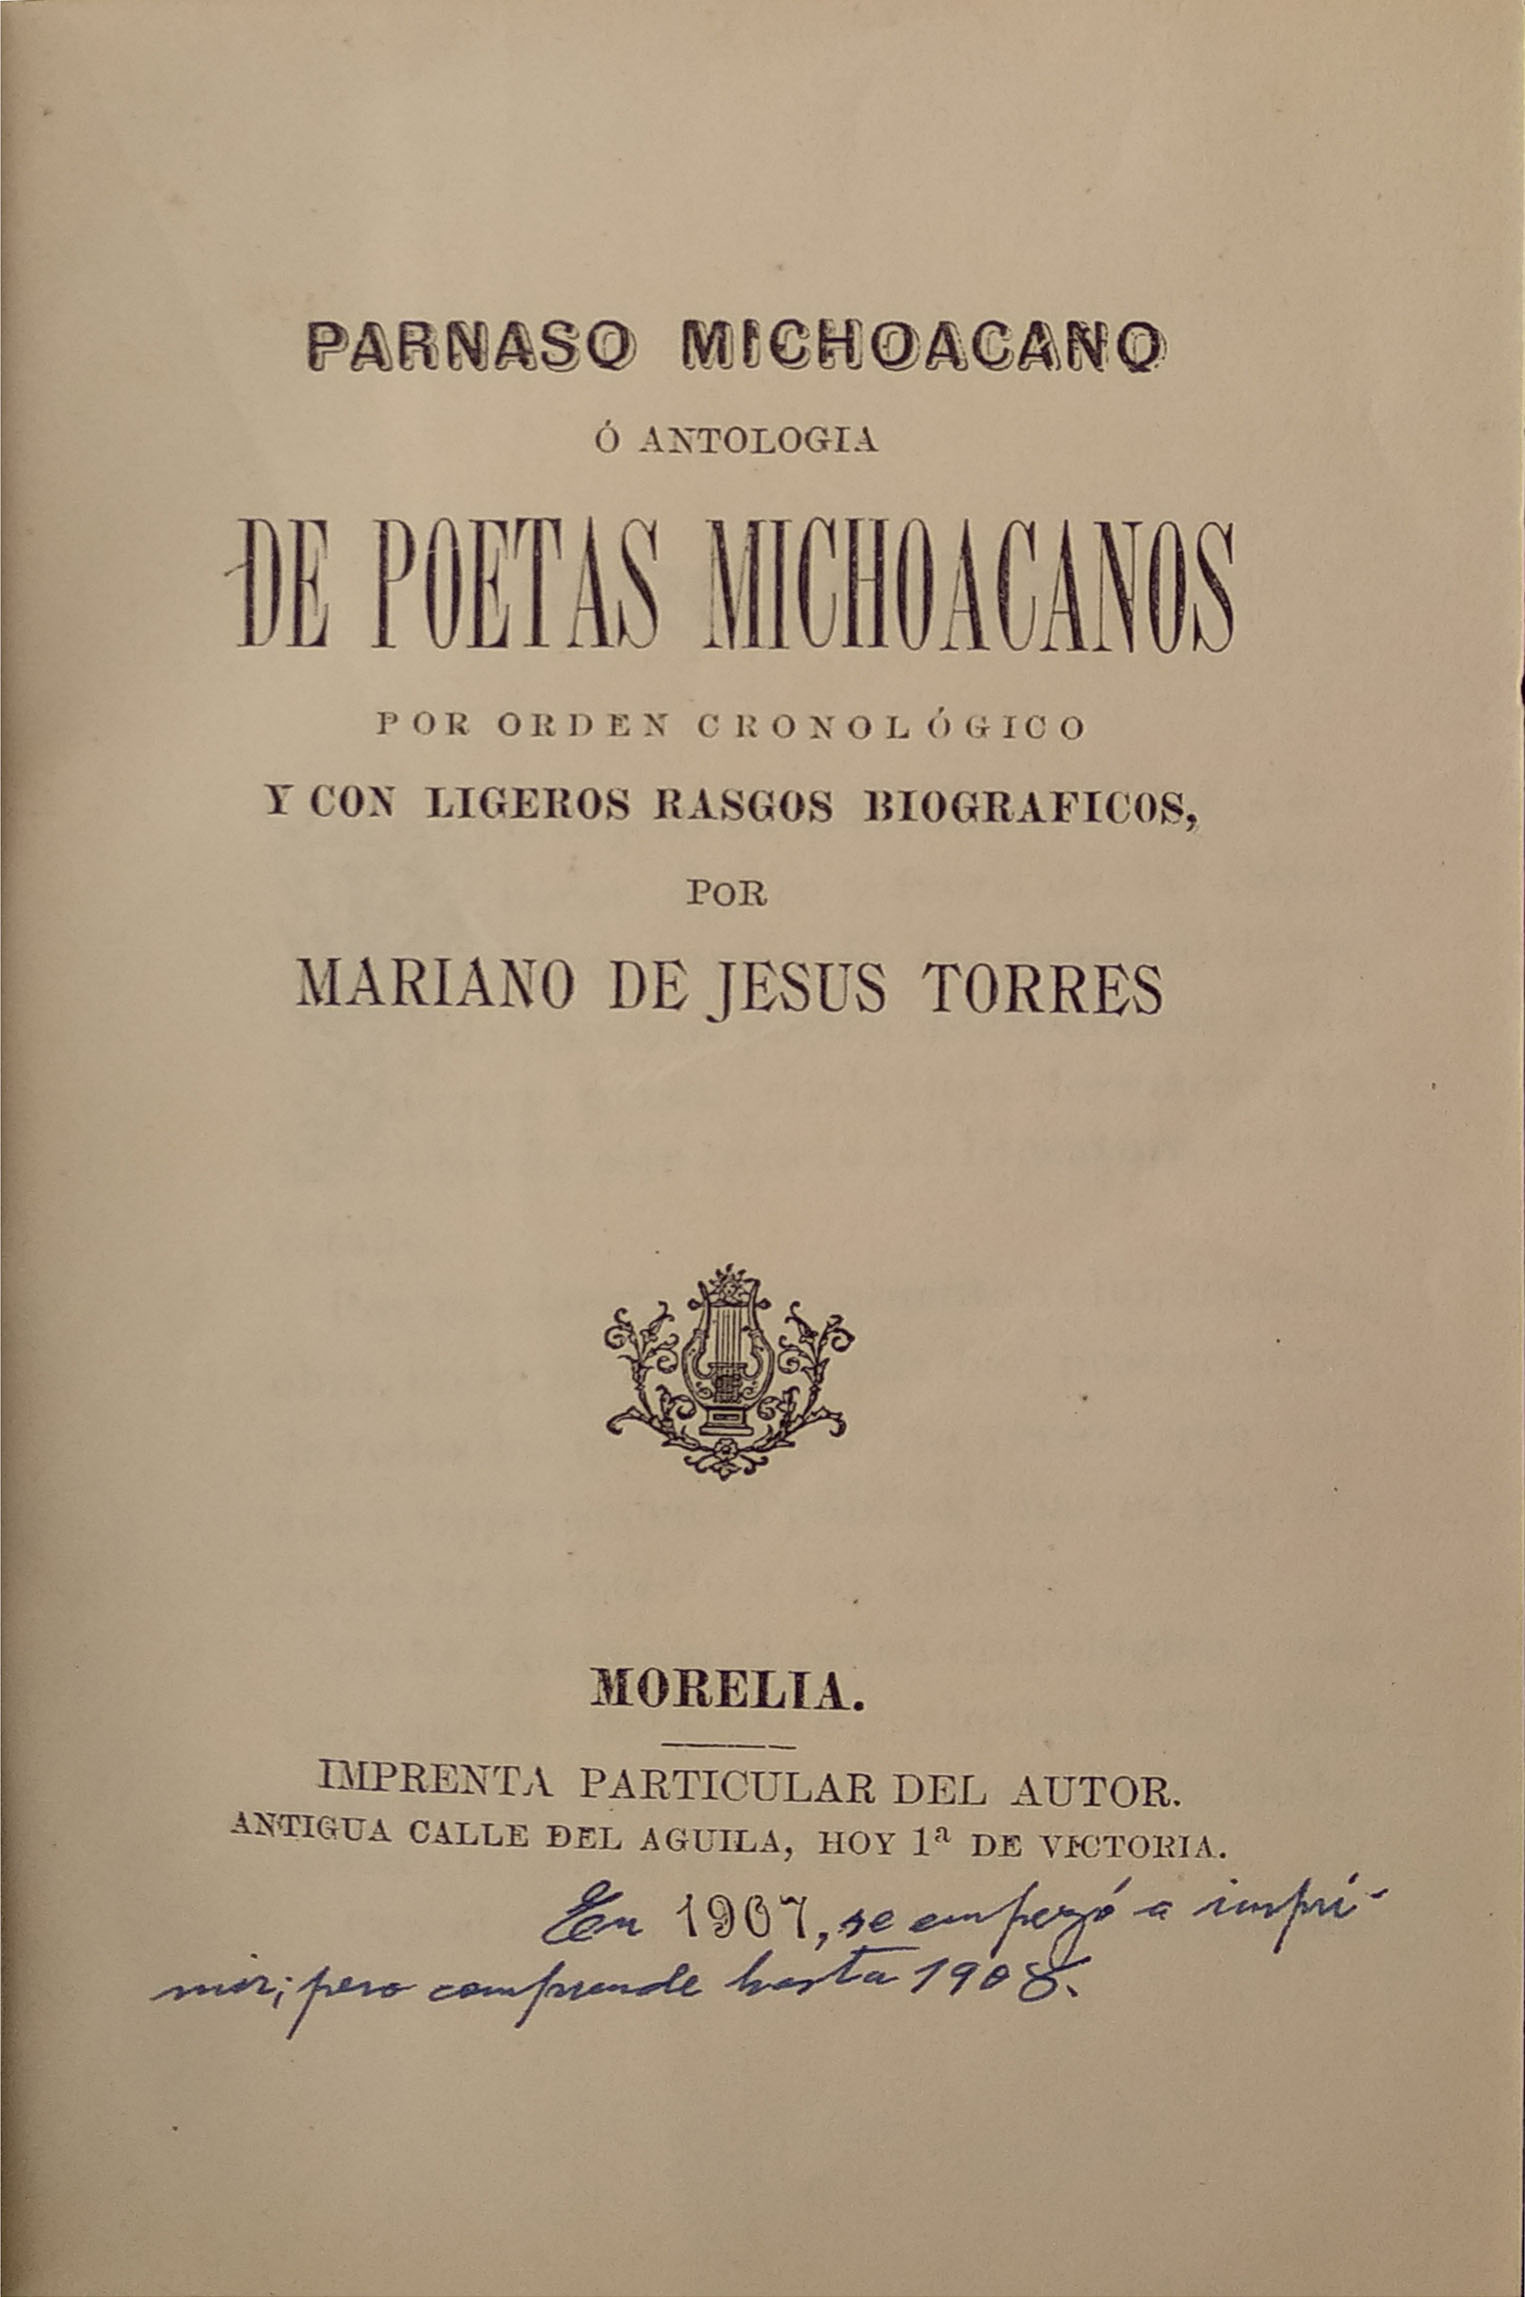 PARNASO MICHOACANO
Ó ANTOLOGIA
DE POETAS MICHOACANOS
POR ORDEN CRONOLÓGICO
Y CON LIGEROS RASGOS BIOGRAFICOS,
POR
MARIANO DE JESUS TORRES
MORELIA.
IMPRENTA PARTICULAR DEL AUTOR.
ANTIGUA CALLE DEL AGUILA, HOY 1ª DE VICTORIA.
En 1907, se empezó a impri-
mir; pero comprende hasta 1908.